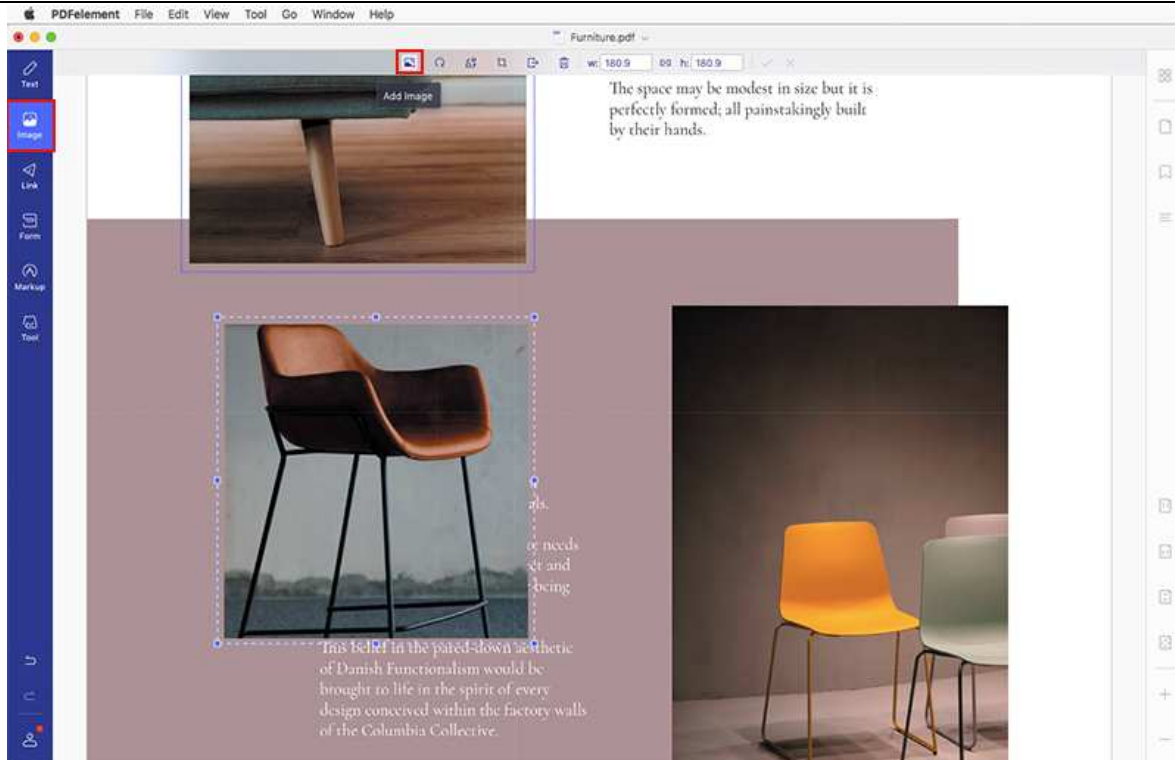 PDFelement File Edit View Tool Go Window Help
Furniture.pdf
w: 180.9 h: 180.9
Text
Add Image
Image
Link
Form
Markup
Tool
The space may be modest in size but it is
perfectly formed; all painstakingly built
by their hands.
needs
and
being
This belief in the pared-down aesthetic
of Danish Functionalism would be
brought to life in the spirit of every
design conceived within the factory walls
of the Columbia Collective.